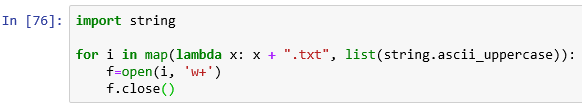 In [76]: import string
for i in map(lambda x: x + ".txt", list(string.ascii_uppercase)):
    f=open(i, 'w+')
    f.close()